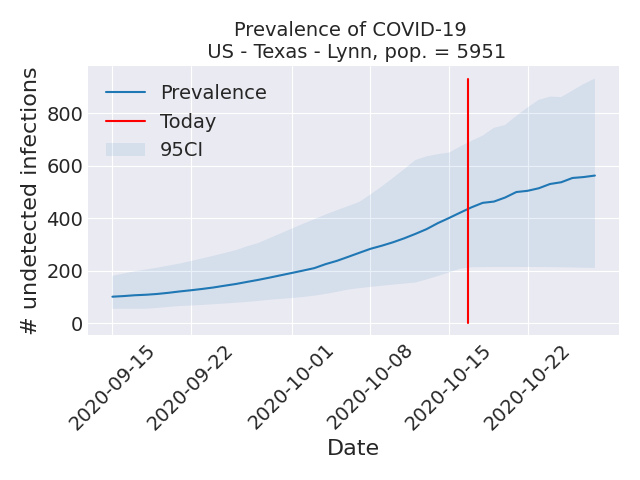 Prevalence of COVID-19
US - Texas - Lynn, pop. = 5951
# undetected infections
800
600
400
200
0
Prevalence
Today
95CI
2020-09-15
2020-09-22
2020-10-01
2020-10-08
2020-10-15
2020-10-22
Date